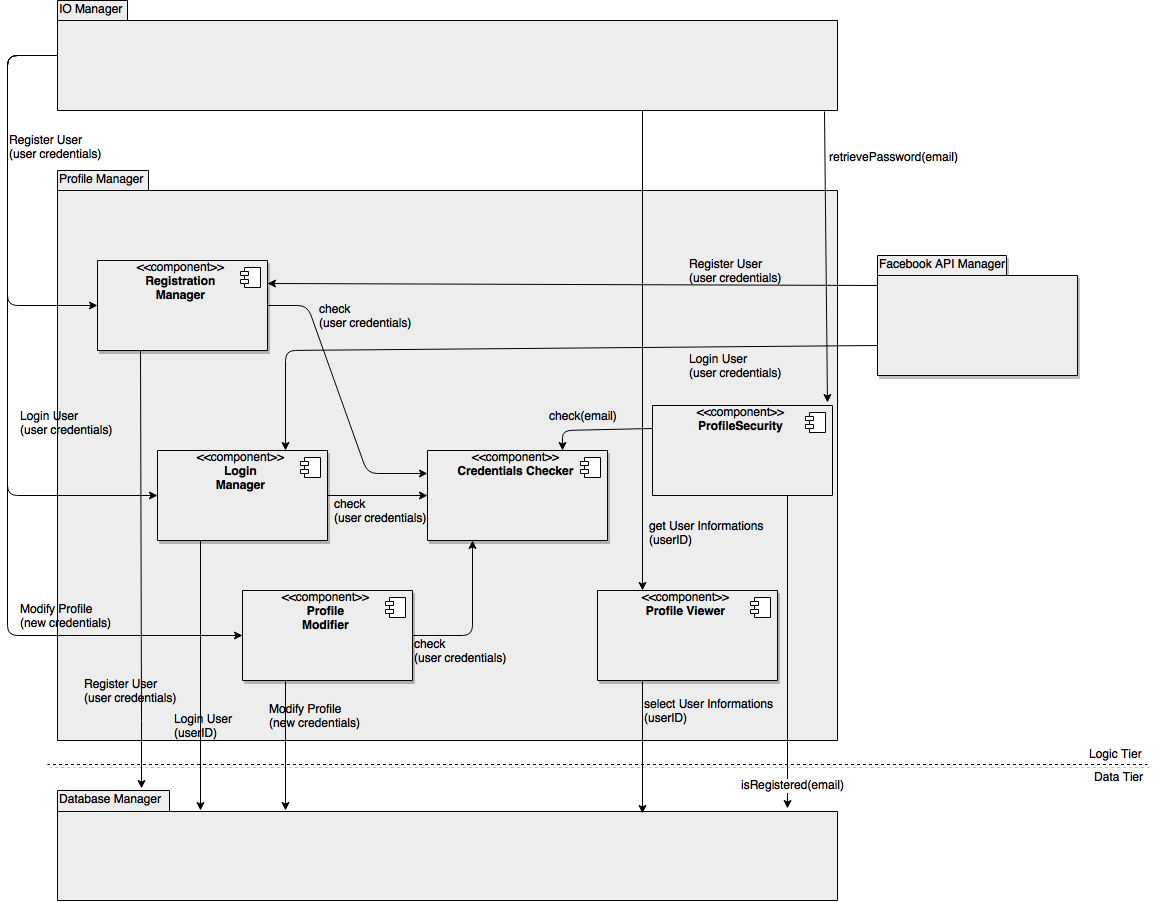 IO Manager
Register User
(user credentials)
retrievePassword(email)
Profile Manager
<<component>>
Registration
Manager
Register User
(user credentials)
Facebook API Manager
check
(user credentials)
Login User
(user credentials)
Login User
(user credentials)
<<component>>
Login
Manager
check
(user credentials)
<<component>>
Credentials Checker
check(email)
<<component>>
ProfileSecurity
get User Informations
(userID)
Modify Profile
(new credentials)
<<component>>
Profile
Modifier
check
(user credentials)
<<component>>
Profile Viewer
Register User
(user credentials)
Login User
(userID)
Modify Profile
(new credentials)
select User Informations
(userID)
Logic Tier
Data Tier
isRegistered(email)
Database Manager